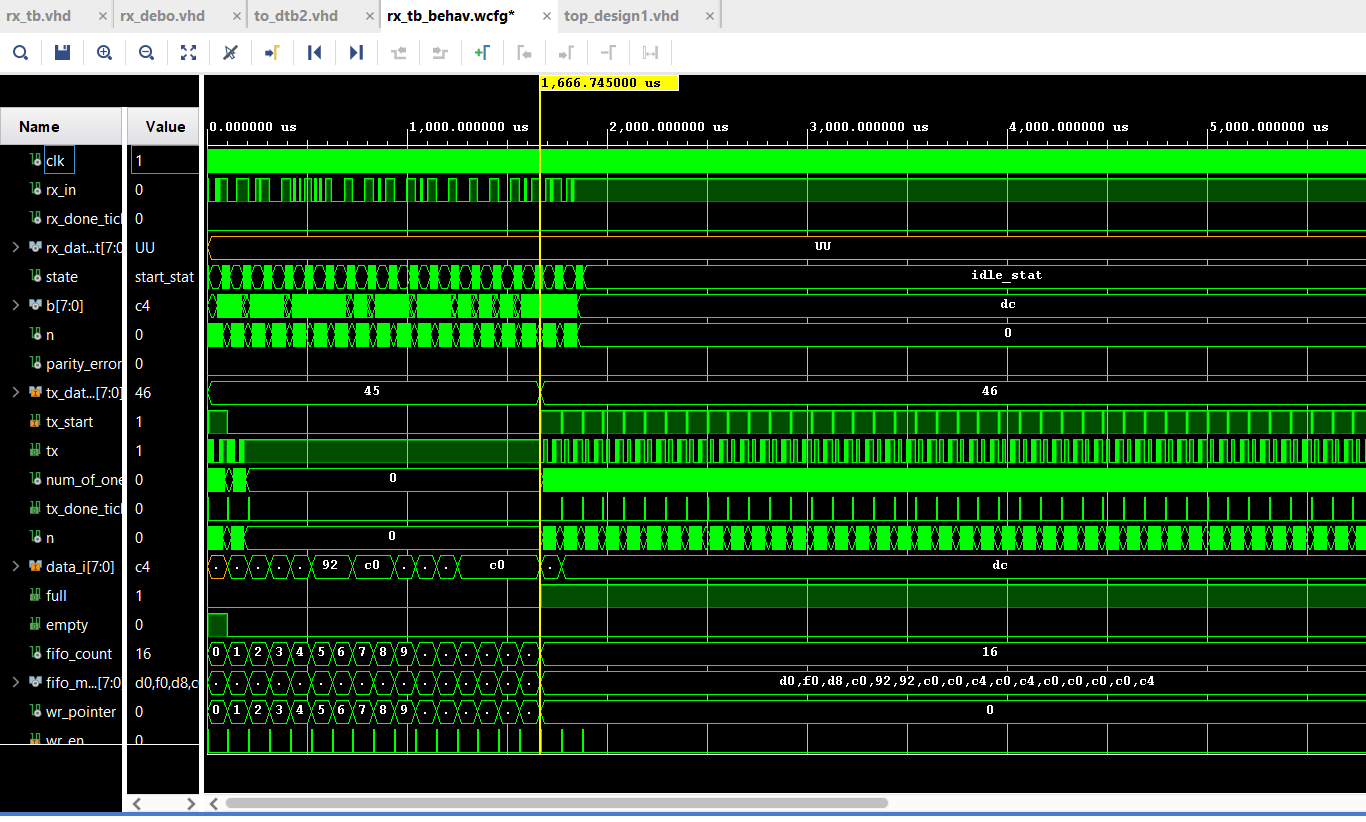 rx_tb.vhd × rx_debo.vhd × to_dtb2.vhd × rx_tb_behav.wcfg* × top_design1.vhd ×
1,666.745000 us
Name Value 0.000000 us 1,000.000000 us 2,000.000000 us 3,000.000000 us 4,000.000000 us 5,000.000000 us
clk 1
rx_in 0
rx_done_tick 0
rx_dat...t[7:0] UU UU
state start_stat idle_stat
b[7:0] c4 dc
n 0 0
parity_error 0
tx_dat...[7:0] 46 45 46
tx_start 1
tx 1
num_of_one 0 0
tx_done_tick 0
n 0 0
data_i[7:0] c4 . . . . . 92 c0 . . . c0 . . dc
full 1
empty 0
fifo_count 16 0 1 2 3 4 5 6 7 8 9 . . . . . . 16
fifo_m...[7:0] d0,f0,d8,c . . . . . . . . . . . . . . . . d0,f0,d8,c0,92,92,c0,c0,c4,c0,c4,c0,c0,c0,c0,c4
wr_pointer 0 0 1 2 3 4 5 6 7 8 9 . . . . . . 0
wr_en 0